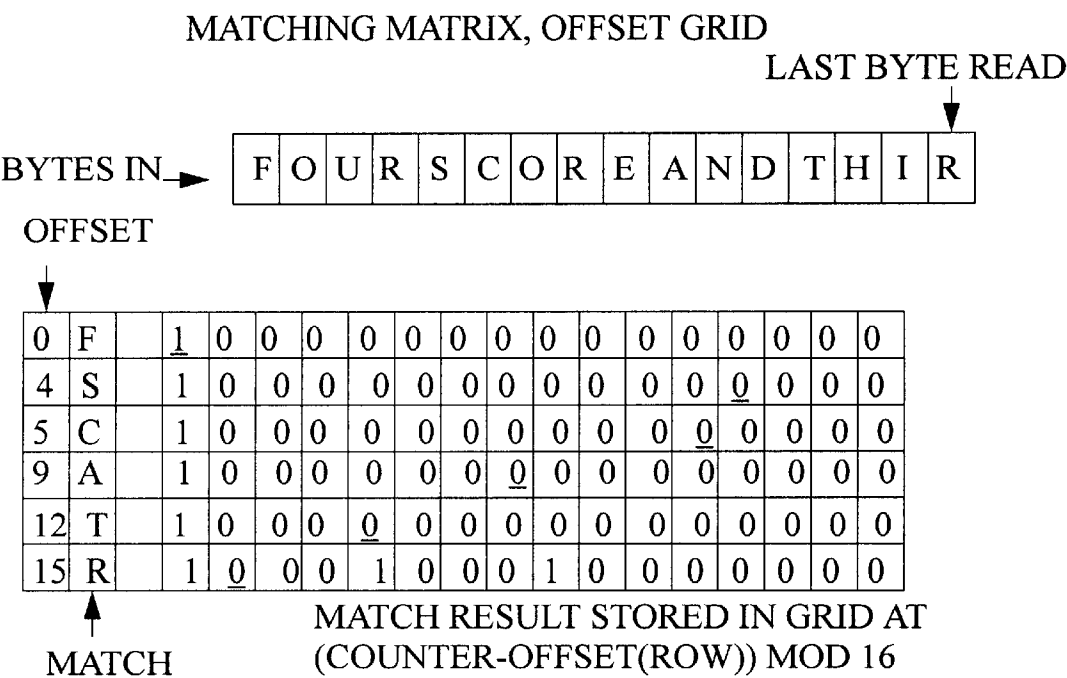 MATCHING MATRIX, OFFSET GRID
LAST BYTE READ
BYTES IN F O U R S C O R E A N D T H I R
OFFSET
0 F 1 0 0 0 0 0 0 0 0 0 0 0 0 0 0 0
4 S 1 0 0 0 0 0 0 0 0 0 0 0 0 0 0 0
5 C 1 0 0 0 0 0 0 0 0 0 0 0 0 0 0 0
9 A 1 0 0 0 0 0 0 0 0 0 0 0 0 0 0 0
12 T 1 0 0 0 0 0 0 0 0 0 0 0 0 0 0 0
15 R 1 0 0 0 1 0 0 0 1 0 0 0 0 0 0 0
MATCH RESULT STORED IN GRID AT
(COUNTER-OFFSET(ROW)) MOD 16
MATCH